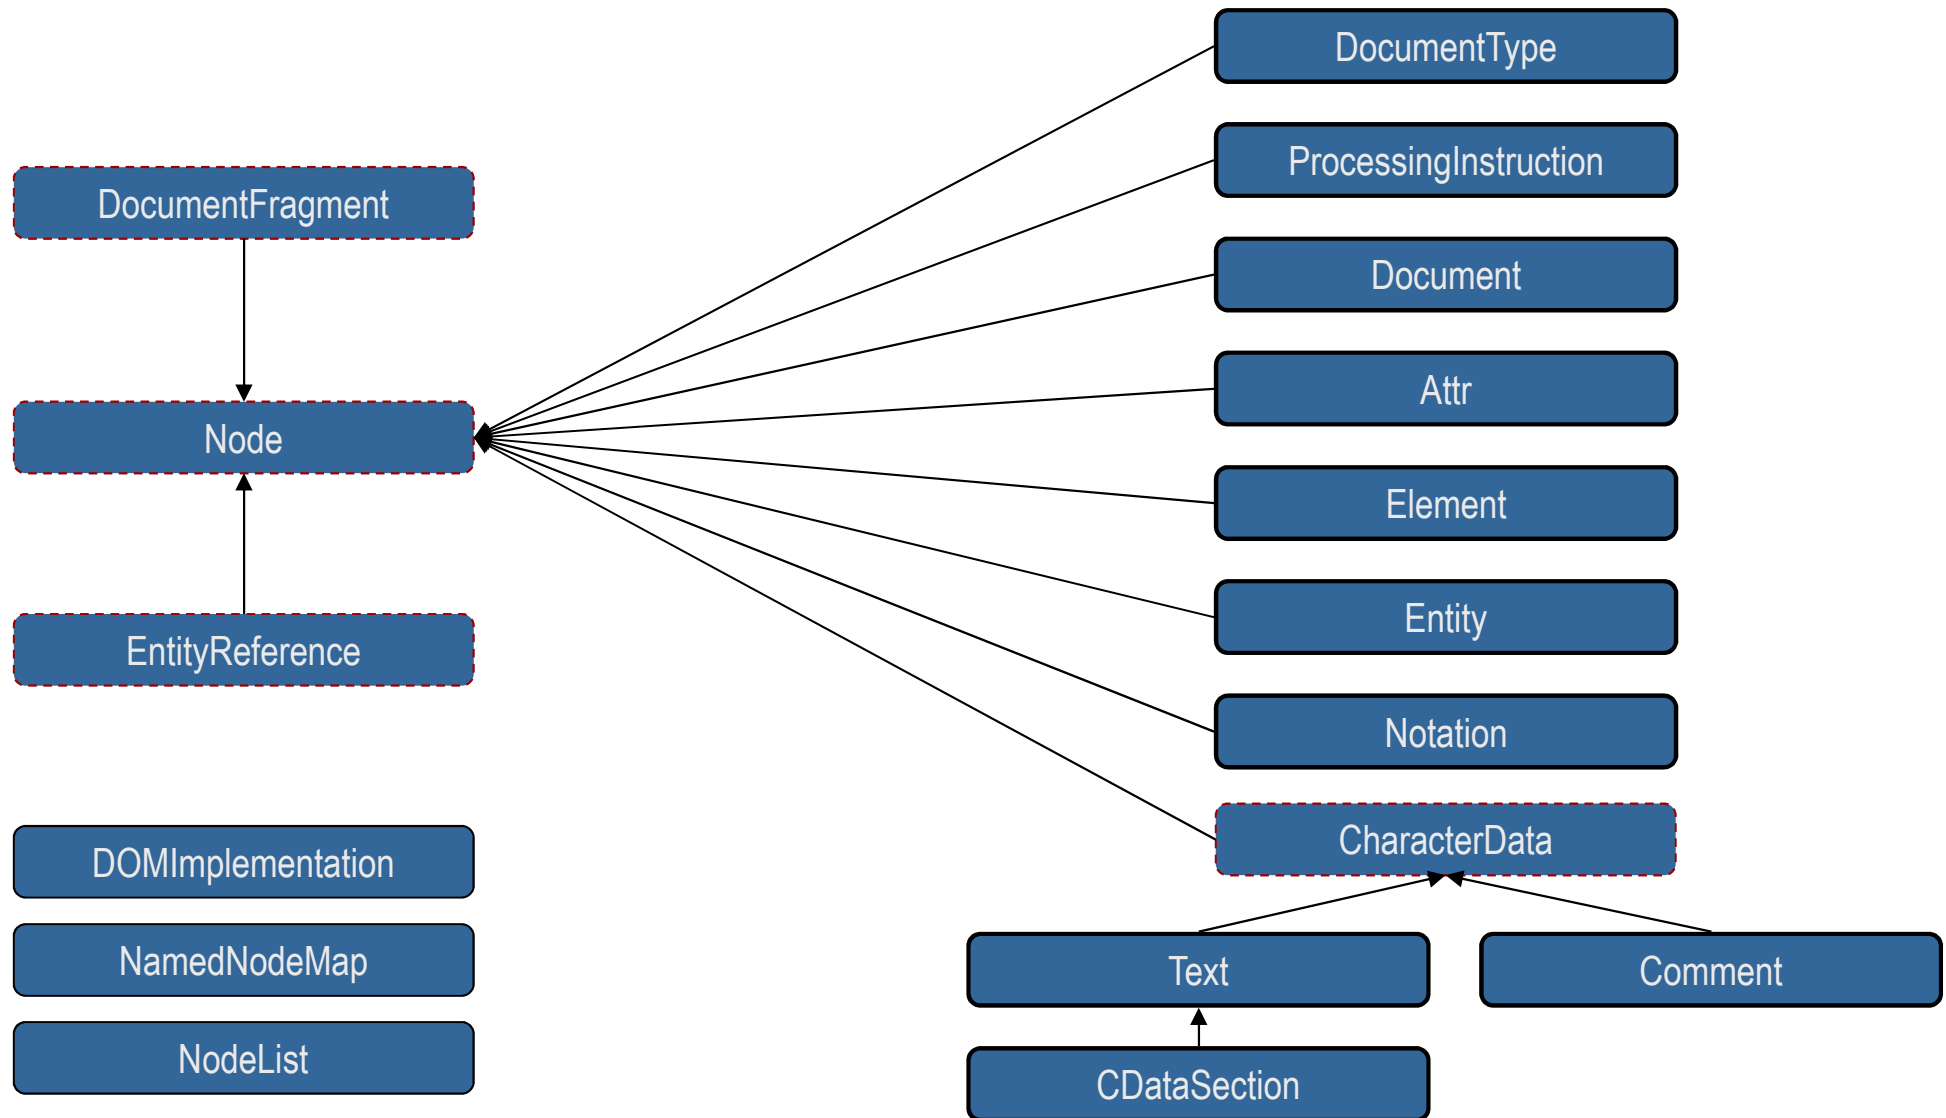 DocumentType
ProcessingInstruction
DocumentFragment
Document
Attr
Node
Element
Entity
EntityReference
Notation
CharacterData
DOMImplementation
NamedNodeMap
Text
Comment
NodeList
CDataSection